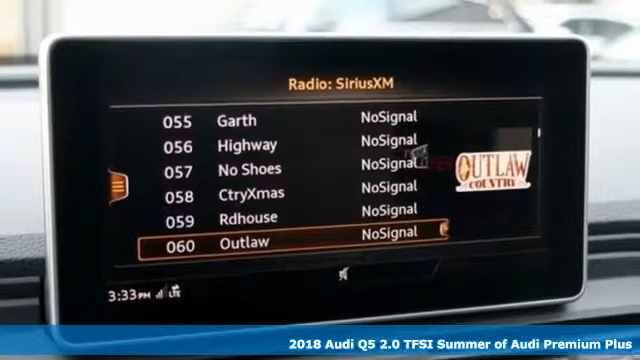 Radio: SiriusXM
055 Garth NoSignal
056 Highway NoSignal
057 No Shoes NoSignal
058 CtryXmas NoSignal
059 Rdhouse NoSignal
060 Outlaw NoSignal
OUTLAW
COUNTRY
3:33PM LTE
2018 Audi Q5 2.0 TFSI Summer of Audi Premium Plus